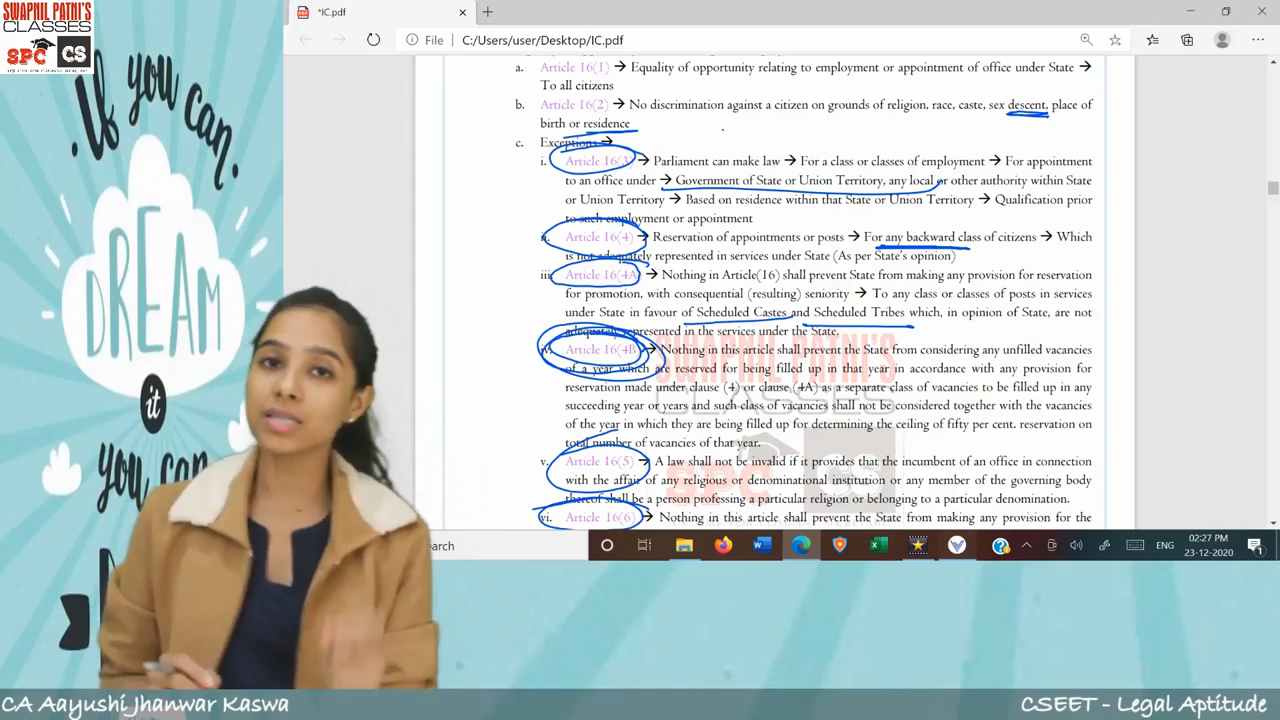 SWAPNIL PATNI'S
CLASSES
SPC CS
If you can
DREAM
it
you can
*IC.pdf
File C:/Users/user/Desktop/IC.pdf
a. Article 16(1) → Equality of opportunity relating to employment or appointment of office under State →
To all citizens
b. Article 16(2) → No discrimination against a citizen on grounds of religion, race, caste, sex descent, place of
birth or residence
c. Exceptions →
i. Article 16(3) → Parliament can make law → For a class or classes of employment → For appointment
to an office under → Government of State or Union Territory, any local or other authority within State
or Union Territory → Based on residence within that State or Union Territory → Qualification prior
to such employment or appointment
ii. Article 16(4) → Reservation of appointments or posts → For any backward class of citizens → Which
is not adequately represented in services under State (As per State's opinion)
iii. Article 16(4A) → Nothing in Article(16) shall prevent State from making any provision for reservation
for promotion, with consequential (resulting) seniority → To any class or classes of posts in services
under State in favour of Scheduled Castes and Scheduled Tribes which, in opinion of State, are not
adequately represented in the services under the State.
iv. Article 16(4B) → Nothing in this article shall prevent the State from considering any unfilled vacancies
of a year which are reserved for being filled up in that year in accordance with any provision for
reservation made under clause (4) or clause (4A) as a separate class of vacancies to be filled up in any
succeeding year or years and such class of vacancies shall not be considered together with the vacancies
of the year in which they are being filled up for determining the ceiling of fifty per cent. reservation on
total number of vacancies of that year.
v. Article 16(5) → A law shall not be invalid if it provides that the incumbent of an office in connection
with the affair of any religious or denominational institution or any member of the governing body
thereof shall be a person professing a particular religion or belonging to a particular denomination.
vi. Article 16(6) → Nothing in this article shall prevent the State from making any provision for the
SWAPNIL PATNI'S
CLASSES
SPC CS
earch
ENG
02:27 PM
23-12-2020
CA Aayushi Jhanwar Kaswa
CSEET - Legal Aptitude